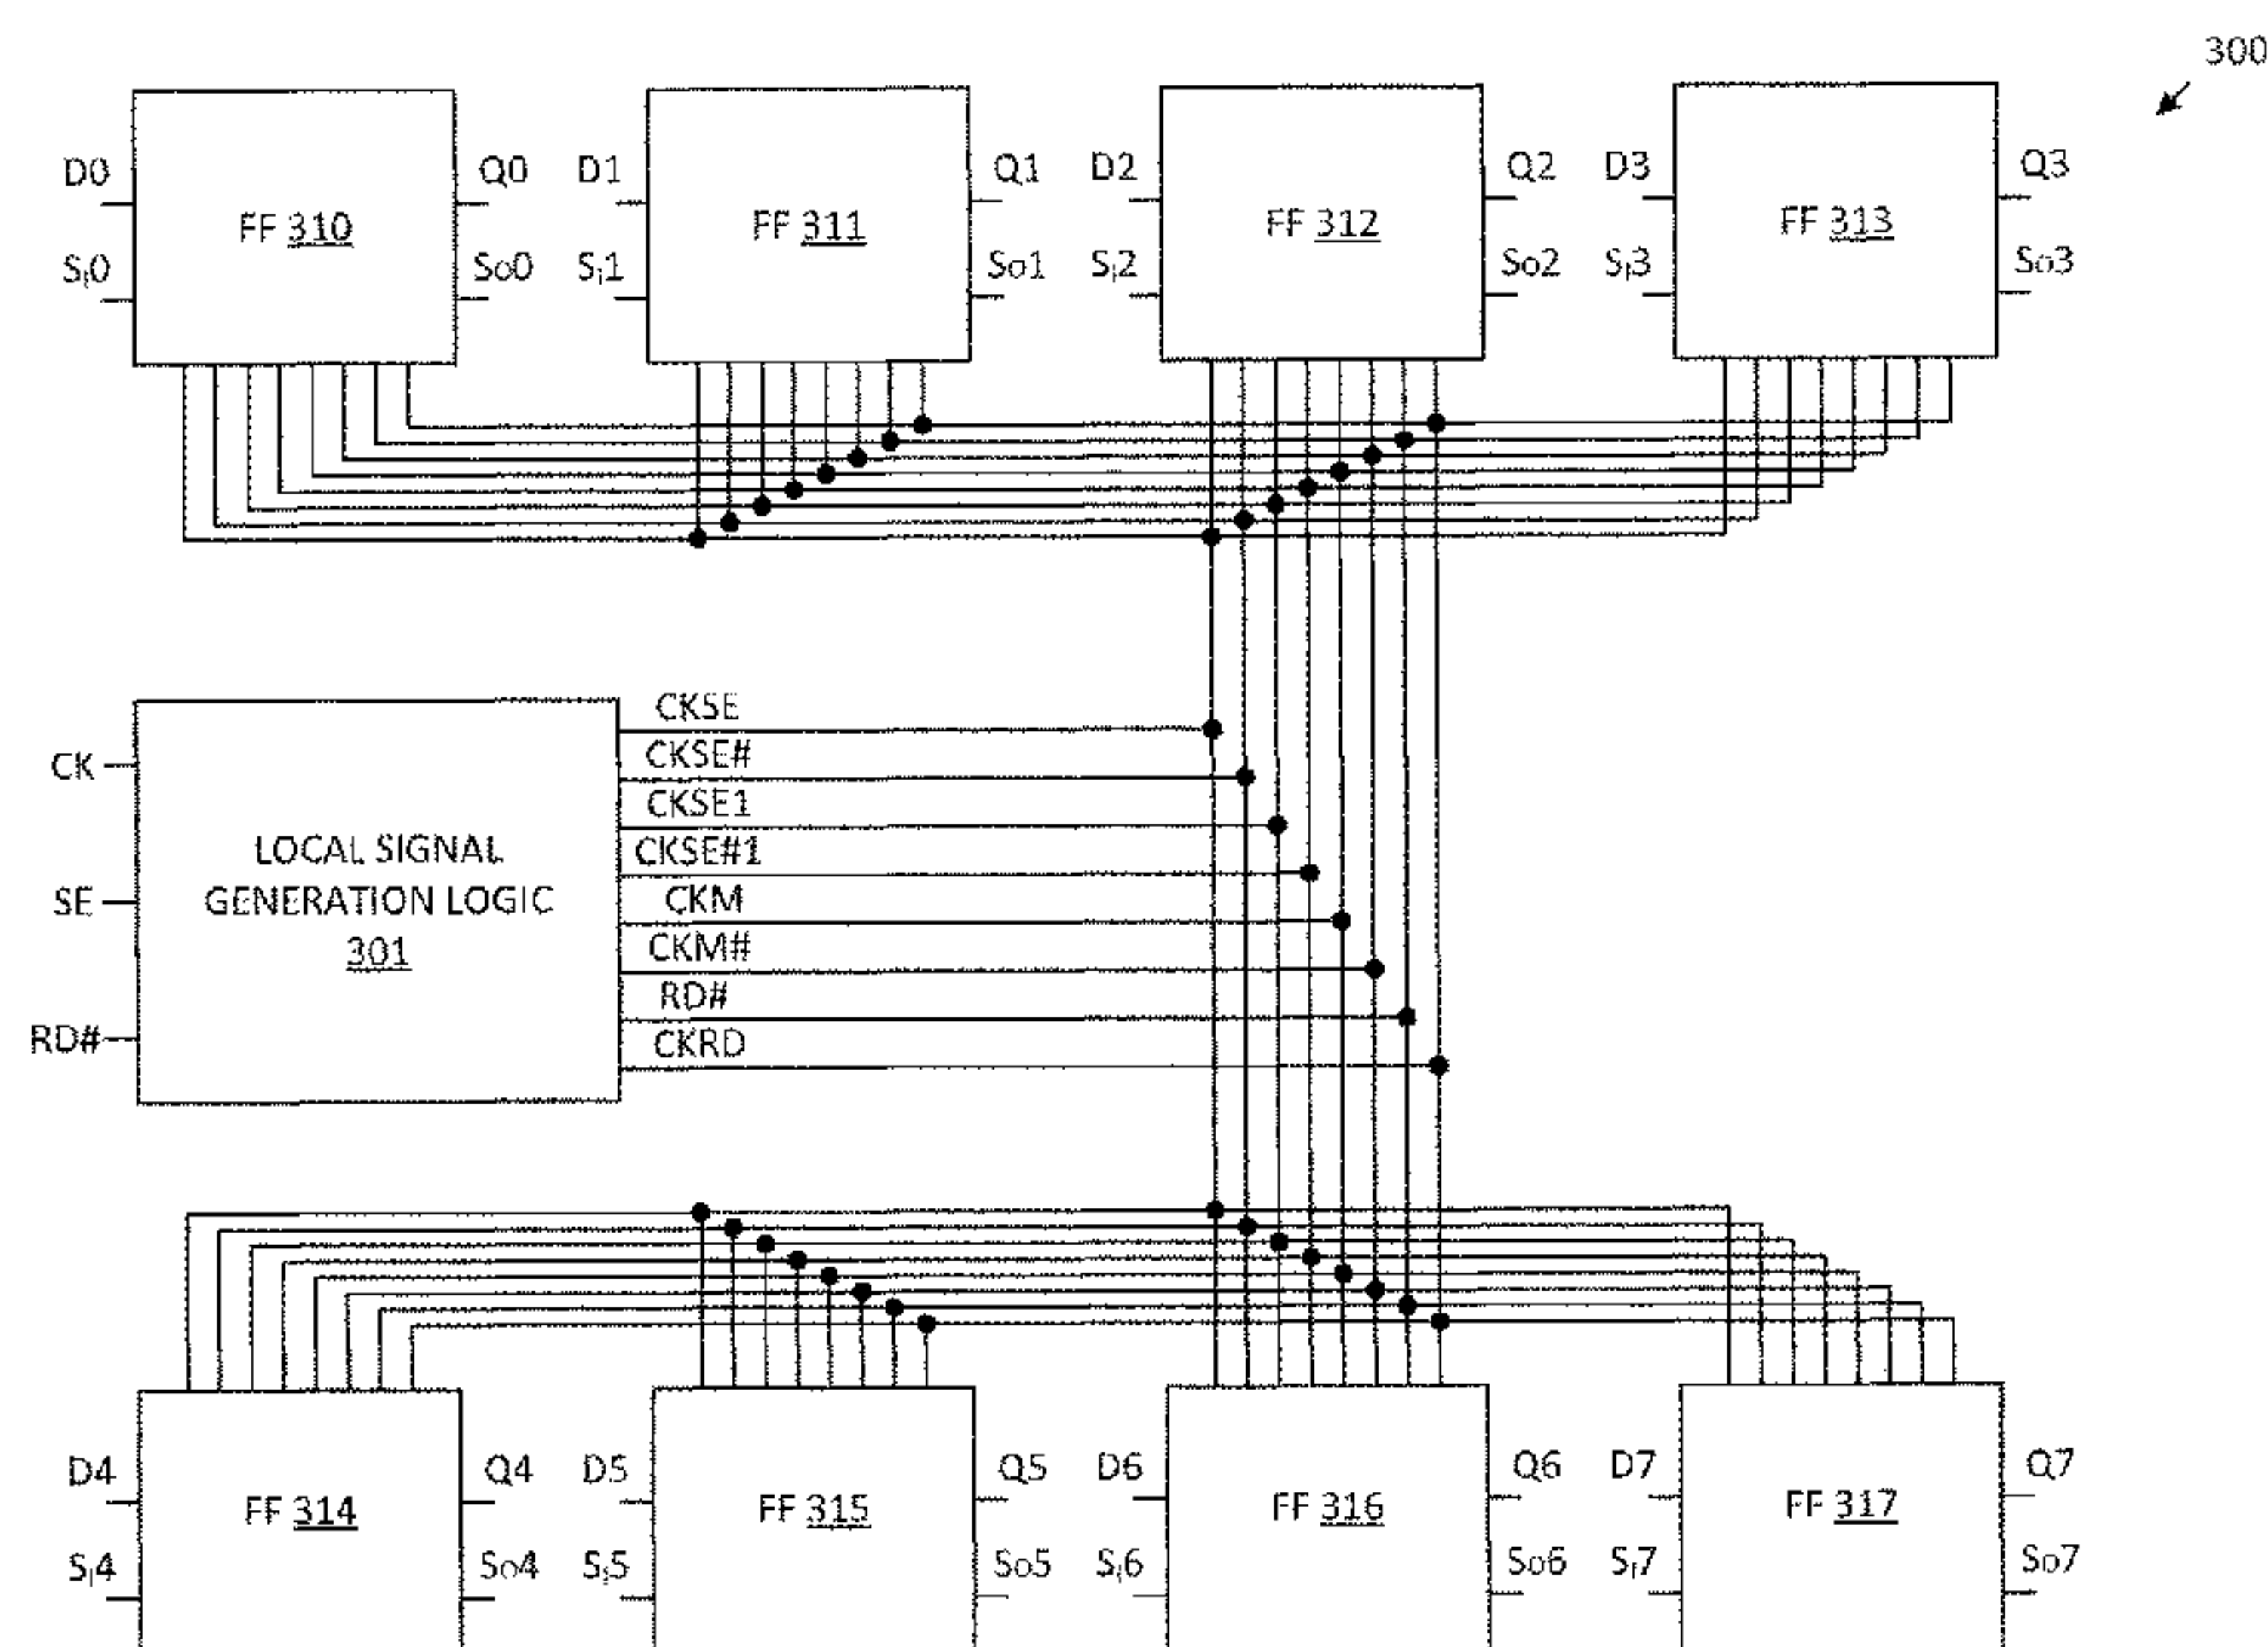 300
D0 Q0 D1 Q1 D2 Q2 D3 Q3
FF 310 FF 311 FF 312 FF 313
SI0 So0 SI1 So1 SI2 So2 SI3 So3
CKSE
CKSE#
CKSE1
CKSE#1
CKM
CKM#
RD#
CKRD
CK
SE
RD#
LOCAL SIGNAL
GENERATION LOGIC
301
D4 Q4 D5 Q5 D6 Q6 D7 Q7
FF 314 FF 315 FF 316 FF 317
SI4 So4 SI5 So5 SI6 So6 SI7 So7